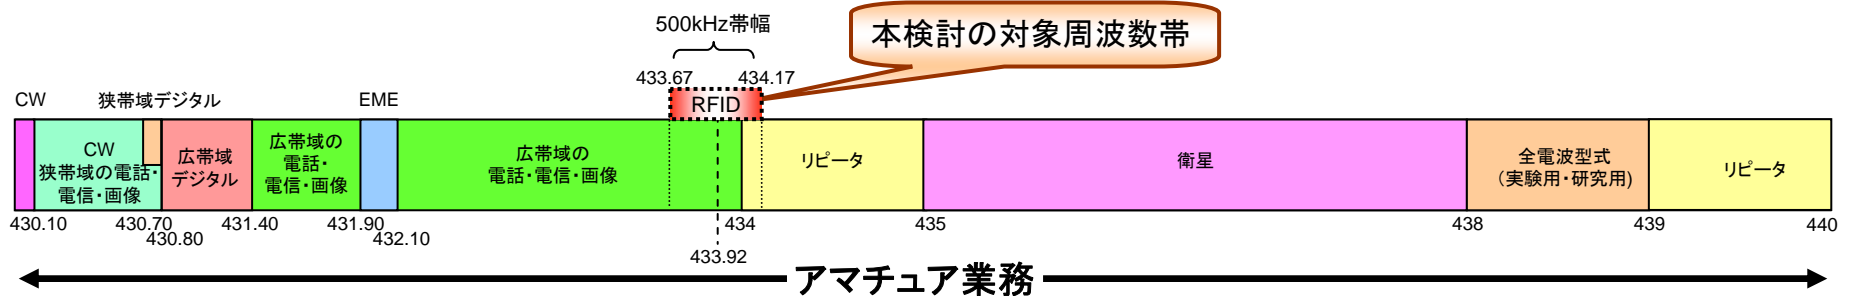 500kHz帯幅
本検討の対象周波数帯
433.67
434.17
CW
狭帯域デジタル
EME
RFID
CW
狭帯域の電話・
電信・画像
広帯域
デジタル
広帯域の
電話・
電信・画像
広帯域の
電話・電信・画像
リピータ
衛星
全電波型式
（実験用・研究用)
リピータ
430.10
430.70
430.80
431.40
431.90
432.10
434
433.92
435
438
439
440
アマチュア業務